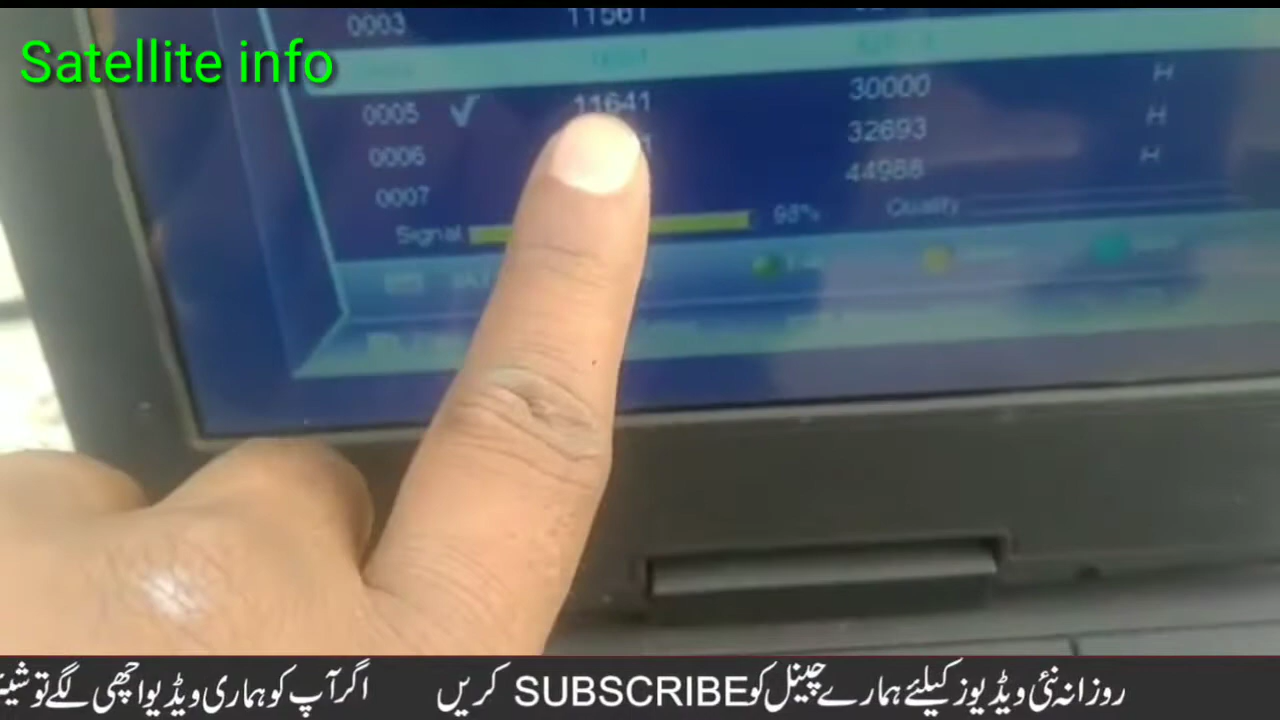 Satellite info
0003 11561
0005 11641 30000 H
0006 32693 H
0007 44988 H
Signal 98% Quality
روزانہ نئی ویڈیوز کیلئے ہمارے چینل کو SUBSCRIBE کریں اگر آپ کو ہماری ویڈیو اچھی لگے تو